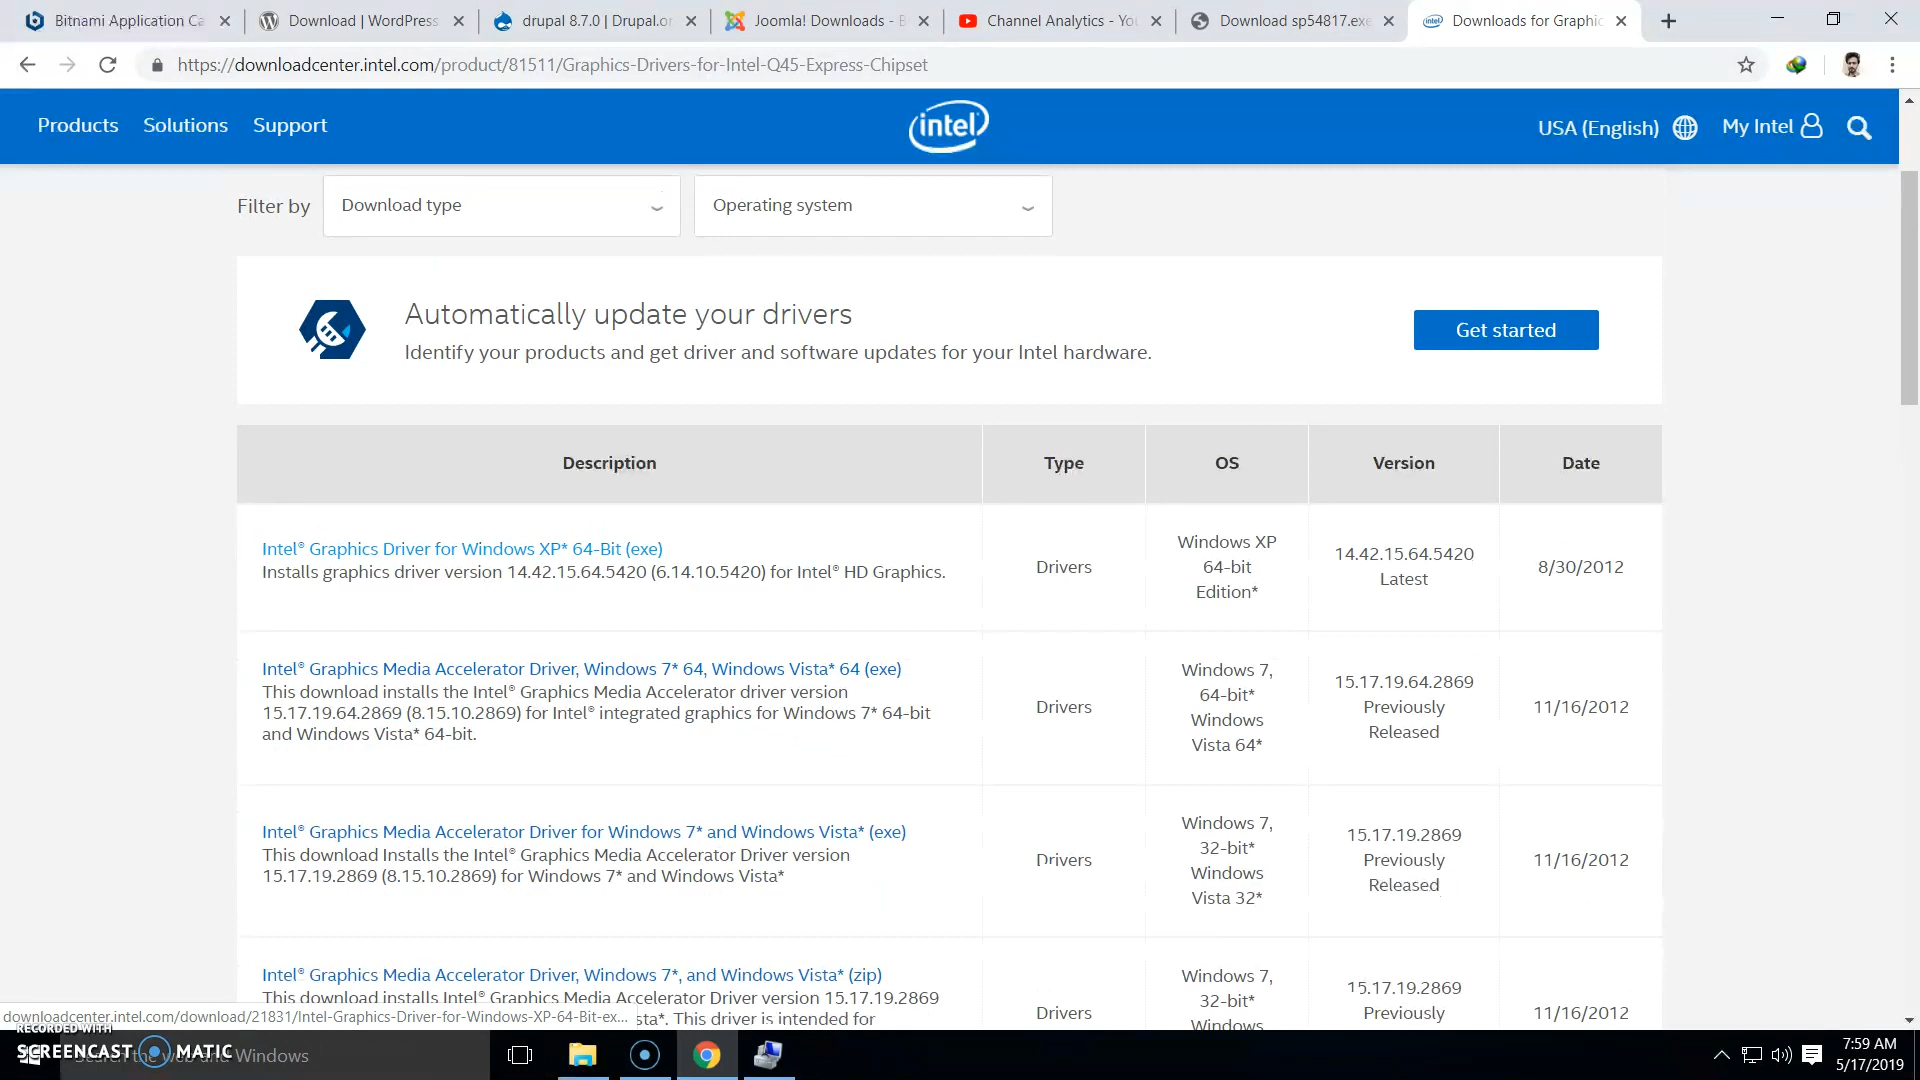 Bitnami Application Ca
Download | WordPress
drupal 8.7.0 | Drupal.or
Joomla! Downloads - B
Channel Analytics - You
Download sp54817.exe
Downloads for Graphic
https://downloadcenter.intel.com/product/81511/Graphics-Drivers-for-Intel-Q45-Express-Chipset
Products Solutions Support
intel
USA (English)
My Intel
Filter by
Download type
Operating system
Automatically update your drivers
Identify your products and get driver and software updates for your Intel hardware.
Get started
Description Type OS Version Date
Intel® Graphics Driver for Windows XP* 64-Bit (exe)
Installs graphics driver version 14.42.15.64.5420 (6.14.10.5420) for Intel® HD Graphics.
Drivers
Windows XP
64-bit
Edition*
14.42.15.64.5420
Latest
8/30/2012
Intel® Graphics Media Accelerator Driver, Windows 7* 64, Windows Vista* 64 (exe)
This download installs the Intel® Graphics Media Accelerator driver version
15.17.19.64.2869 (8.15.10.2869) for Intel® integrated graphics for Windows 7* 64-bit
and Windows Vista* 64-bit.
Drivers
Windows 7,
64-bit*
Windows
Vista 64*
15.17.19.64.2869
Previously
Released
11/16/2012
Intel® Graphics Media Accelerator Driver for Windows 7* and Windows Vista* (exe)
This download Installs the Intel® Graphics Media Accelerator Driver version
15.17.19.2869 (8.15.10.2869) for Windows 7* and Windows Vista*
Drivers
Windows 7,
32-bit*
Windows
Vista 32*
15.17.19.2869
Previously
Released
11/16/2012
Intel® Graphics Media Accelerator Driver, Windows 7*, and Windows Vista* (zip)
This download installs Intel® Graphics Media Accelerator Driver version 15.17.19.2869
sta*. This driver is intended for
Drivers
Windows 7,
32-bit*
Windows
15.17.19.2869
Previously
11/16/2012
downloadcenter.intel.com/download/21831/Intel-Graphics-Driver-for-Windows-XP-64-Bit-ex...
RECORDED WITH
SCREENCAST MATIC
Search the web and Windows
7:59 AM
5/17/2019